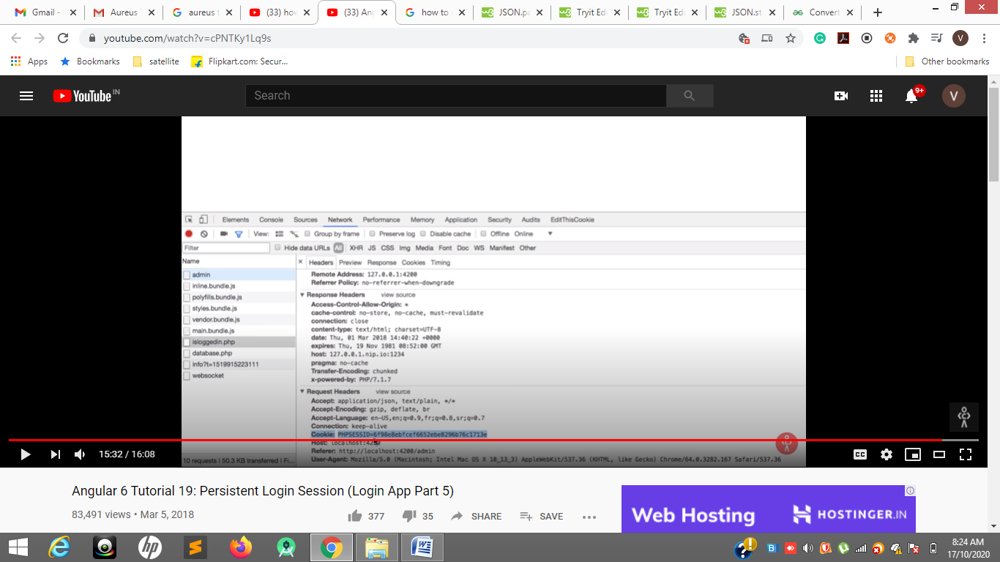 Gmail -
Aureus
aureus t
(33) how
(33) Ang
how to
JSON.pa
Tryit Edi
Tryit Edi
JSON.st
Convert
youtube.com/watch?v=cPNTKy1Lq9s
V
Apps
Bookmarks
satellite
Flipkart.com: Secur...
Other bookmarks
YouTube IN
Search
9+
V
Elements Console Sources Network Performance Memory Application Security Audits EditThisCookie
View: Group by frame Preserve log Disable cache Offline Online
Filter Hide data URLs All XHR JS CSS Img Media Font Doc WS Manifest Other
Name
admin
inline.bundle.js
polyfills.bundle.js
styles.bundle.js
vendor.bundle.js
main.bundle.js
isloggedin.php
database.php
info?t=1519915223111
websocket
10 requests | 50.3 KB transferred | Fi...
Headers Preview Response Cookies Timing
Remote Address: 127.0.0.1:4200
Referrer Policy: no-referrer-when-downgrade
Response Headers view source
Access-Control-Allow-Origin: *
cache-control: no-store, no-cache, must-revalidate
connection: close
content-type: text/html; charset=UTF-8
date: Thu, 01 Mar 2018 14:40:22 +0000
expires: Thu, 19 Nov 1981 08:52:00 GMT
host: 127.0.0.1.nip.io:1234
pragma: no-cache
Transfer-Encoding: chunked
x-powered-by: PHP/7.1.7
Request Headers view source
Accept: application/json, text/plain, */*
Accept-Encoding: gzip, deflate, br
Accept-Language: en-US,en;q=0.9,fr;q=0.8,sr;q=0.7
Connection: keep-alive
Cookie: PHPSESSID=6f98e8ebfcef6652ebe8296b76c1713e
Host: localhost:4200
Referer: http://localhost:4200/admin
User-Agent: Mozilla/5.0 (Macintosh; Intel Mac OS X 10_13_3) AppleWebKit/537.36 (KHTML, like Gecko) Chrome/64.0.3282.167 Safari/537.36
15:32 / 16:08
CC
Angular 6 Tutorial 19: Persistent Login Session (Login App Part 5)
83,491 views • Mar 5, 2018
377
35
SHARE
SAVE
Web Hosting
HOSTINGER.IN
8:24 AM
17/10/2020